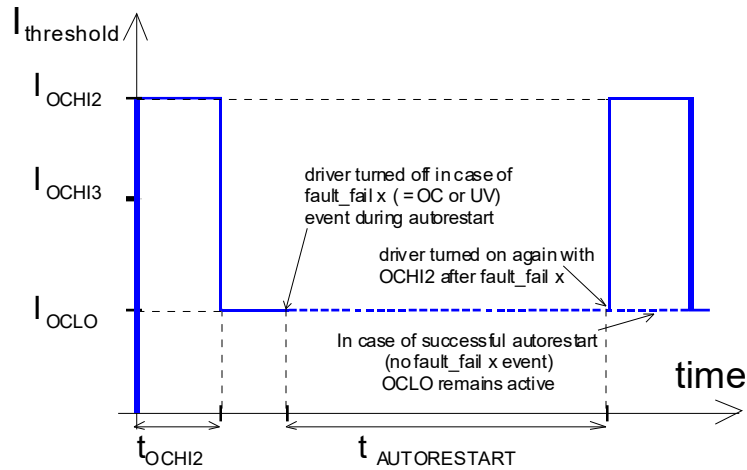 I threshold
I OCHI2
I OCHI3
driver turned off in case of
fault_fail x ( = OC or UV)
event during autorestart
driver turned on again with
OCHI2 after fault_fail x
I OCLO
In case of successful autorestart
(no fault_fail x event)
OCLO remains active
time
t OCHI2
t AUTORESTART